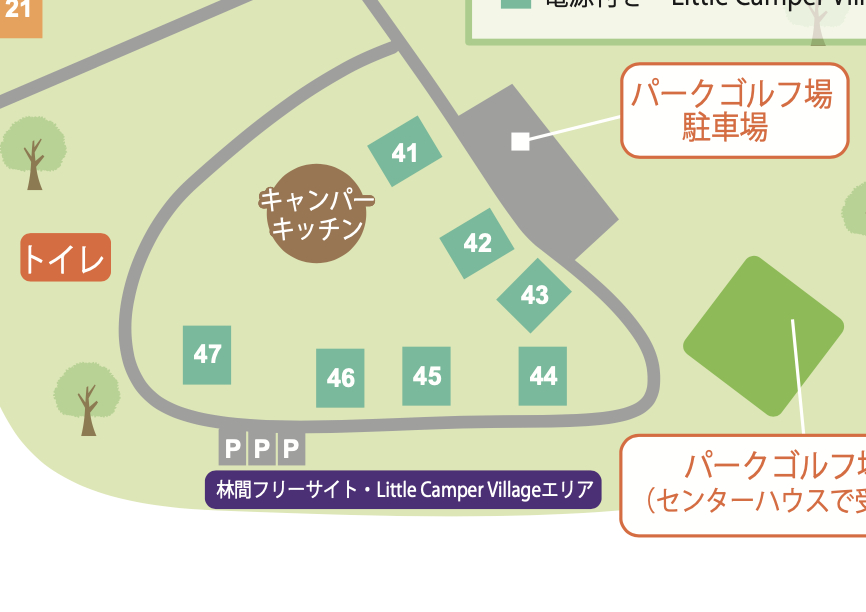 21
電源付き Little Camper
パークゴルフ場
駐車場
41
キャンパー
キッチン
42
トイレ
43
47
46
45
44
P P P
林間フリーサイト・Little Camper Villageエリア
パークゴルフ
（センターハウスで